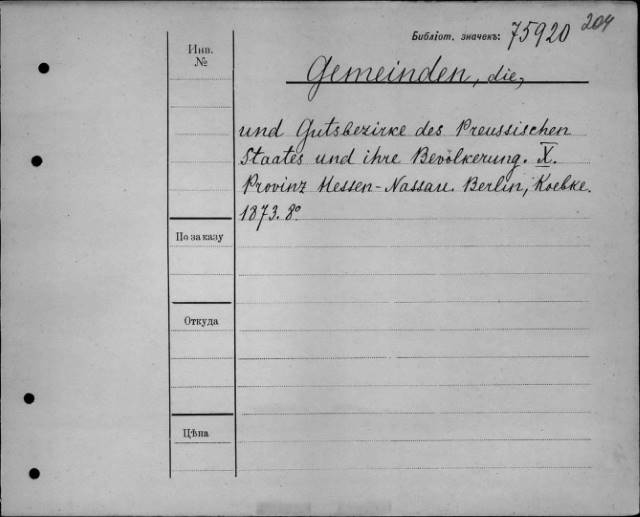 204
Библіот. значекъ: 75920
Инв.
№
Gemeinden, die,
und Gutsbezirke des Preussischen
Staates und ihre Bevölkerung. X.
Provinz Hessen-Nassau. Berlin, Koebke.
1873. 8º
По заказу
Откуда
Цѣна